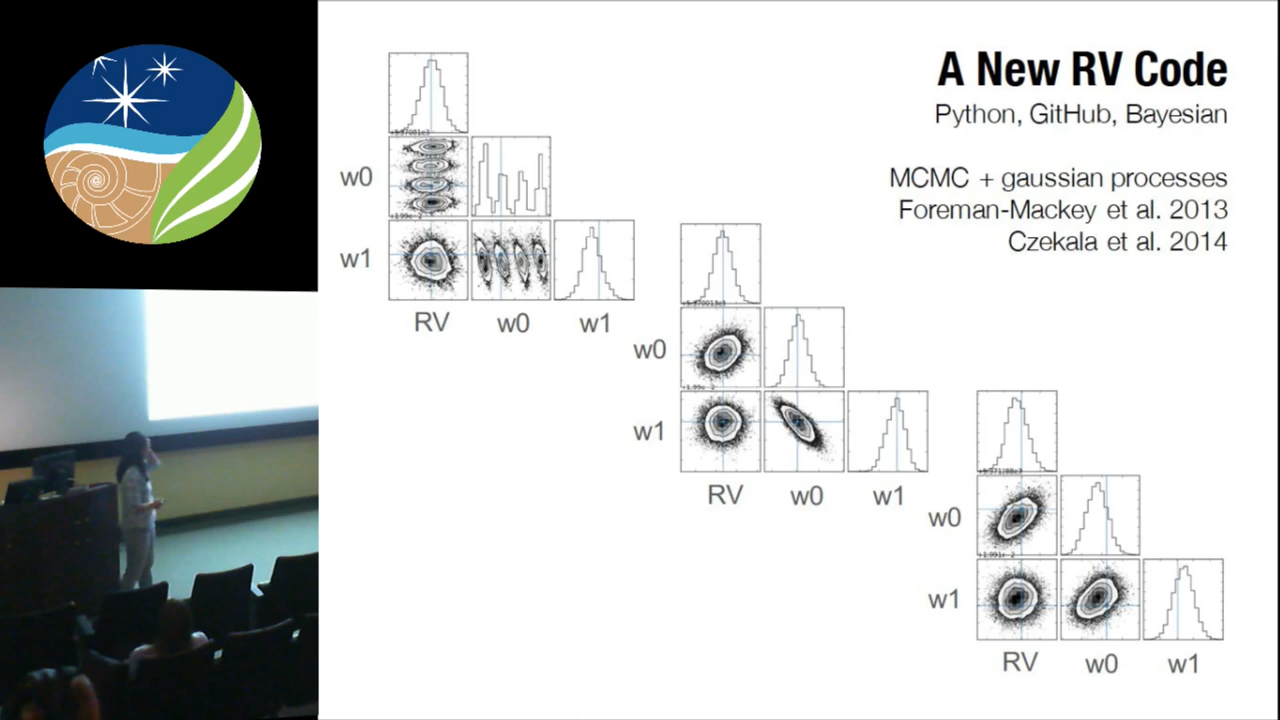 A New RV Code
Python, GitHub, Bayesian
MCMC + gaussian processes
Foreman-Mackey et al. 2013
Czekala et al. 2014
w0
w1
RV w0 w1
w0
w1
RV w0 w1
w0
w1
RV w0 w1